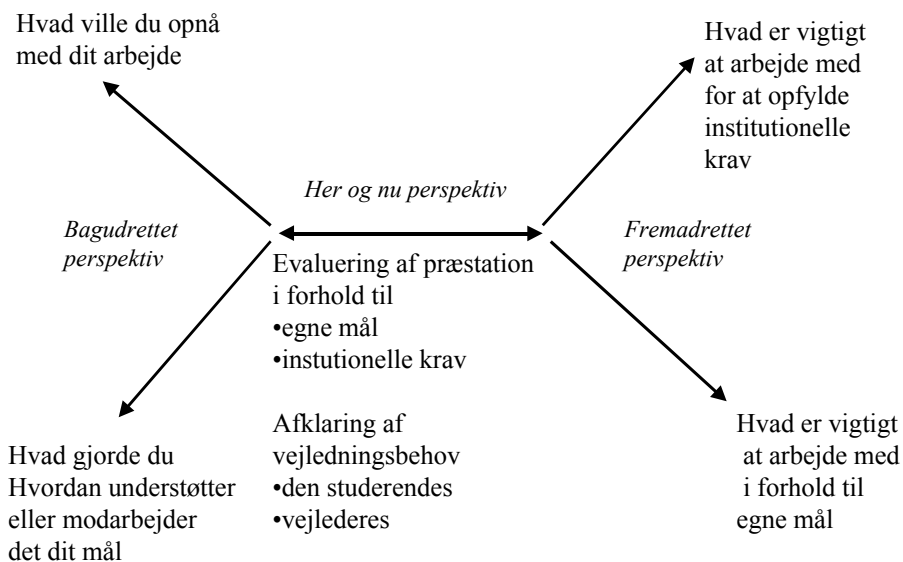 Hvad ville du opnå
med dit arbejde
Hvad er vigtigt
at arbejde med
for at opfylde
institutionelle
krav
Her og nu perspektiv
Bagudrettet
perspektiv
Fremadrettet
perspektiv
Evaluering af præstation
i forhold til
•egne mål
•instutionelle krav
Afklaring af
vejledningsbehov
•den studerendes
•vejlederes
Hvad gjorde du
Hvordan understøtter
eller modarbejder
det dit mål
Hvad er vigtigt
at arbejde med
i forhold til
egne mål